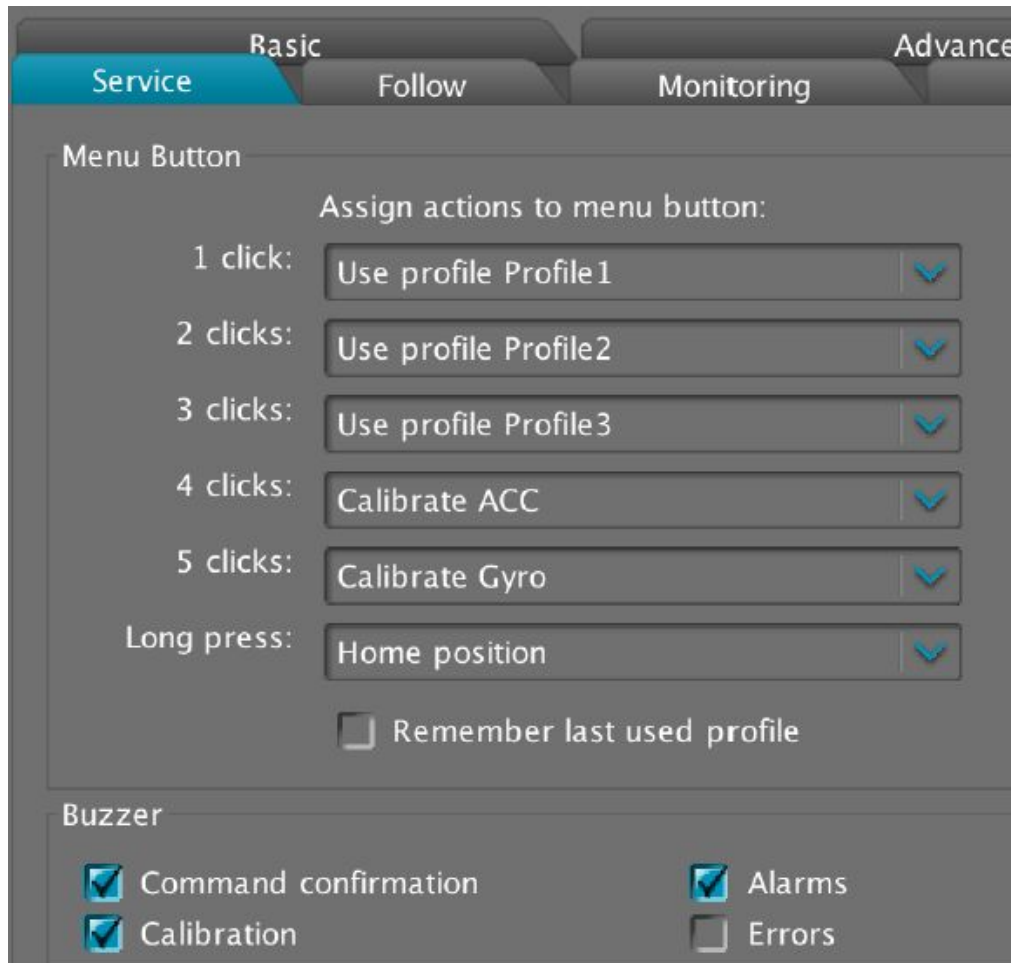 Basic
Advance
Service
Follow
Monitoring
Menu Button
Assign actions to menu button:
1 click:
Use profile Profile1
2 clicks:
Use profile Profile2
3 clicks:
Use profile Profile3
4 clicks:
Calibrate ACC
5 clicks:
Calibrate Gyro
Long press:
Home position
Remember last used profile
Buzzer
Command confirmation
Alarms
Calibration
Errors